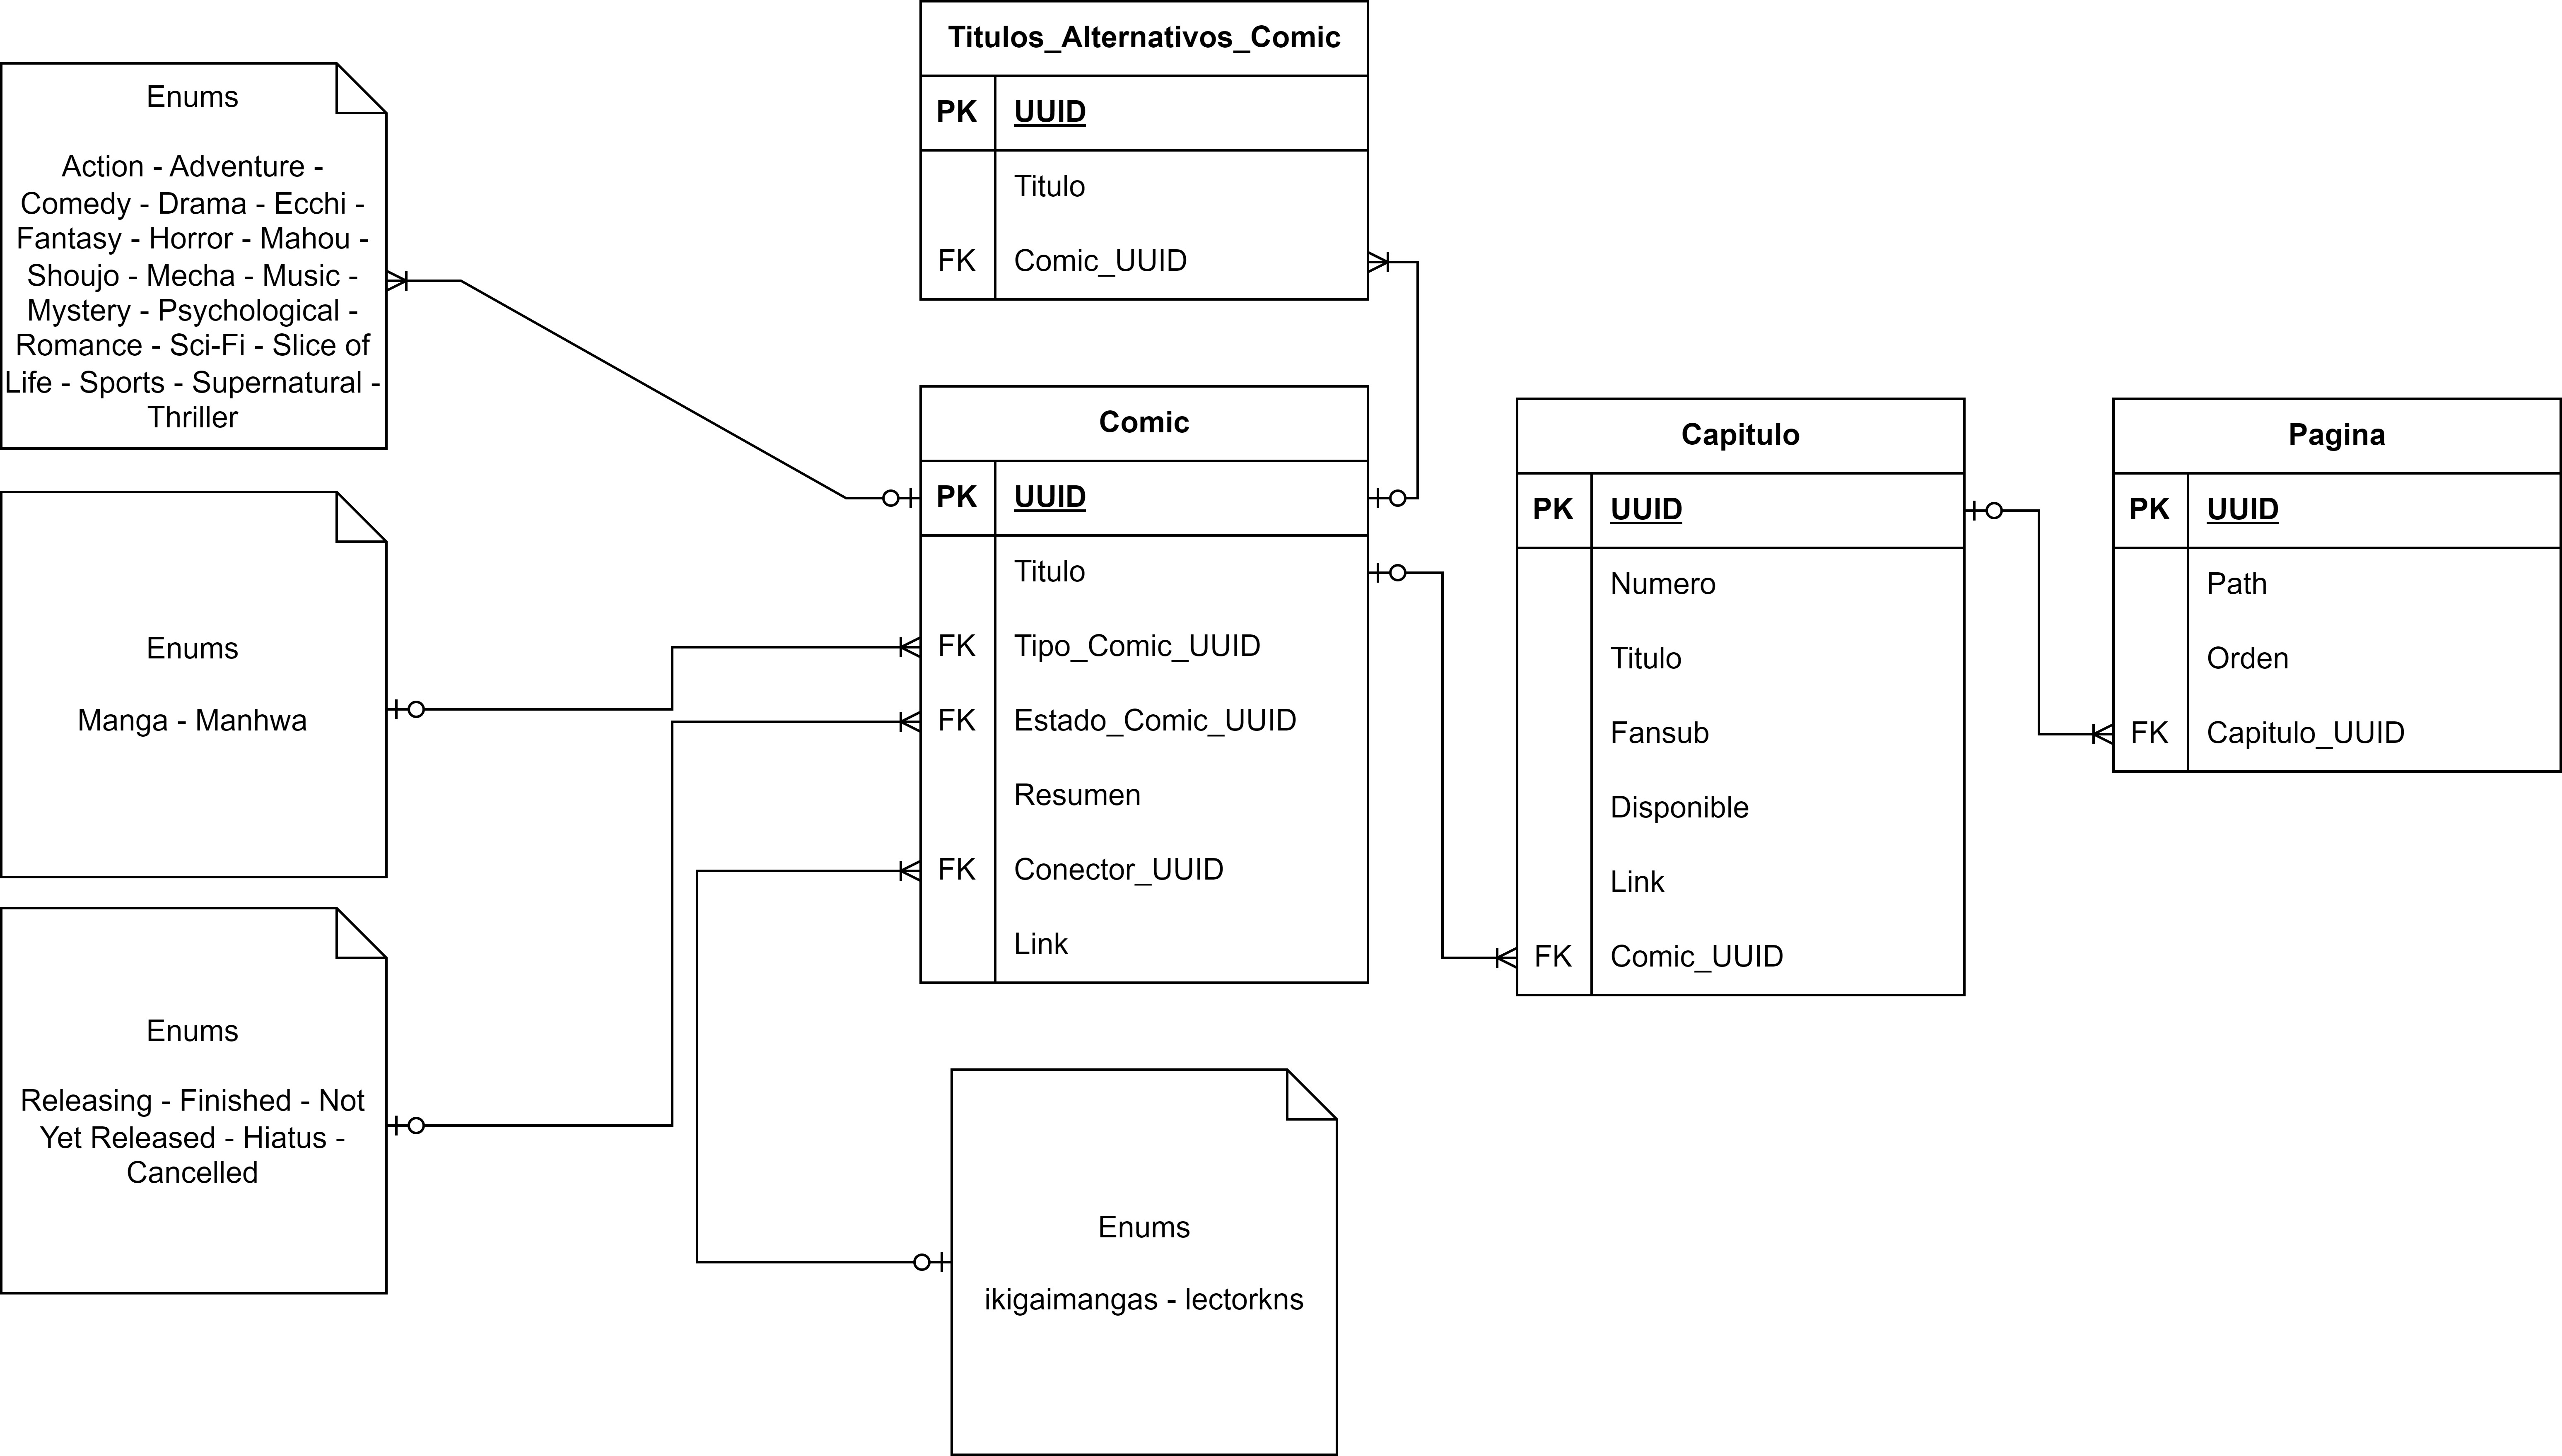 Titulos_Alternativos_Comic
PK UUID
Titulo
FK Comic_UUID
Enums
Action - Adventure -
Comedy - Drama - Ecchi -
Fantasy - Horror - Mahou -
Shoujo - Mecha - Music -
Mystery - Psychological -
Romance - Sci-Fi - Slice of
Life - Sports - Supernatural -
Thriller
Enums
Manga - Manhwa
Enums
Releasing - Finished - Not
Yet Released - Hiatus -
Cancelled
Comic
PK UUID
Titulo
FK Tipo_Comic_UUID
FK Estado_Comic_UUID
Resumen
FK Conector_UUID
Link
Enums
ikigaimangas - lectorkns
Capitulo
PK UUID
Numero
Titulo
Fansub
Disponible
Link
FK Comic_UUID
Pagina
PK UUID
Path
Orden
FK Capitulo_UUID